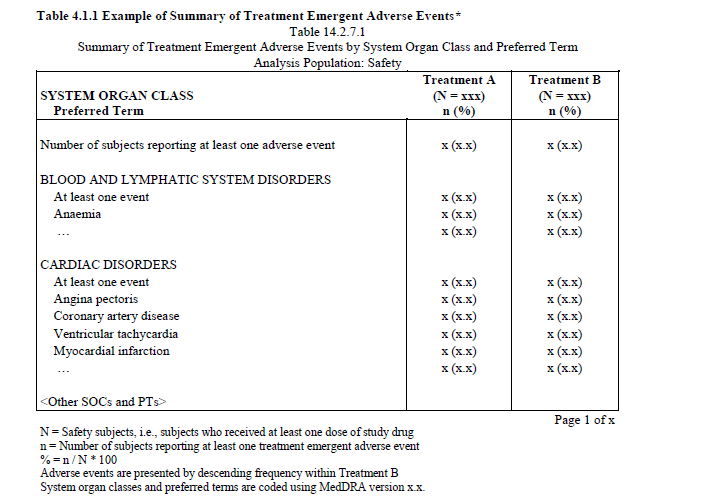 Table 4.1.1 Example of Summary of Treatment Emergent Adverse Events*
Table 14.2.7.1
Summary of Treatment Emergent Adverse Events by System Organ Class and Preferred Term
Analysis Population: Safety
Treatment A Treatment B
SYSTEM ORGAN CLASS (N = xxx) (N = xxx)
Preferred Term n (%) n (%)
Number of subjects reporting at least one adverse event x (x.x) x (x.x)
BLOOD AND LYMPHATIC SYSTEM DISORDERS
At least one event x (x.x) x (x.x)
Anaemia x (x.x) x (x.x)
… x (x.x) x (x.x)
CARDIAC DISORDERS
At least one event x (x.x) x (x.x)
Angina pectoris x (x.x) x (x.x)
Coronary artery disease x (x.x) x (x.x)
Ventricular tachycardia x (x.x) x (x.x)
Myocardial infarction x (x.x) x (x.x)
… x (x.x) x (x.x)
<Other SOCs and PTs>
Page 1 of x
N = Safety subjects, i.e., subjects who received at least one dose of study drug
n = Number of subjects reporting at least one treatment emergent adverse event
% = n / N * 100
Adverse events are presented by descending frequency within Treatment B
System organ classes and preferred terms are coded using MedDRA version x.x.